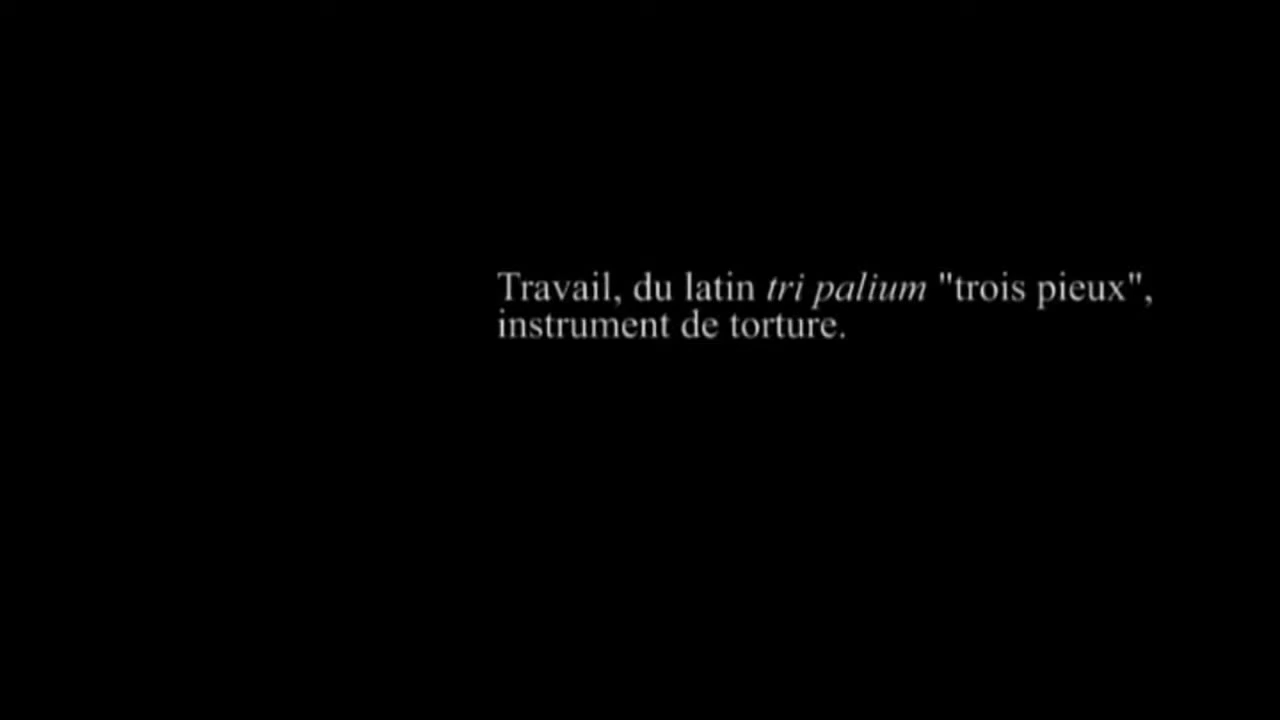 Travail, du latin tri palium "trois pieux",
instrument de torture.